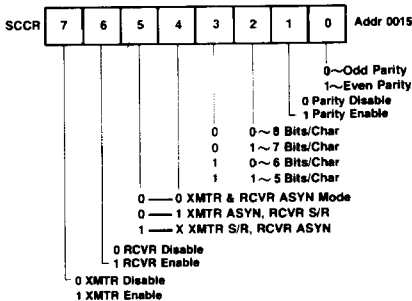 SCCR 7 6 5 4 3 2 1 0 Addr 0015
0~Odd Parity
1~Even Parity
0 Parity Disable
1 Parity Enable
0 0~8 Bits/Char
0 1~7 Bits/Char
1 0~6 Bits/Char
1 1~5 Bits/Char
0 0 XMTR & RCVR ASYN Mode
0 1 XMTR ASYN, RCVR S/R
1 X XMTR S/R, RCVR ASYN
0 RCVR Disable
1 RCVR Enable
0 XMTR Disable
1 XMTR Enable